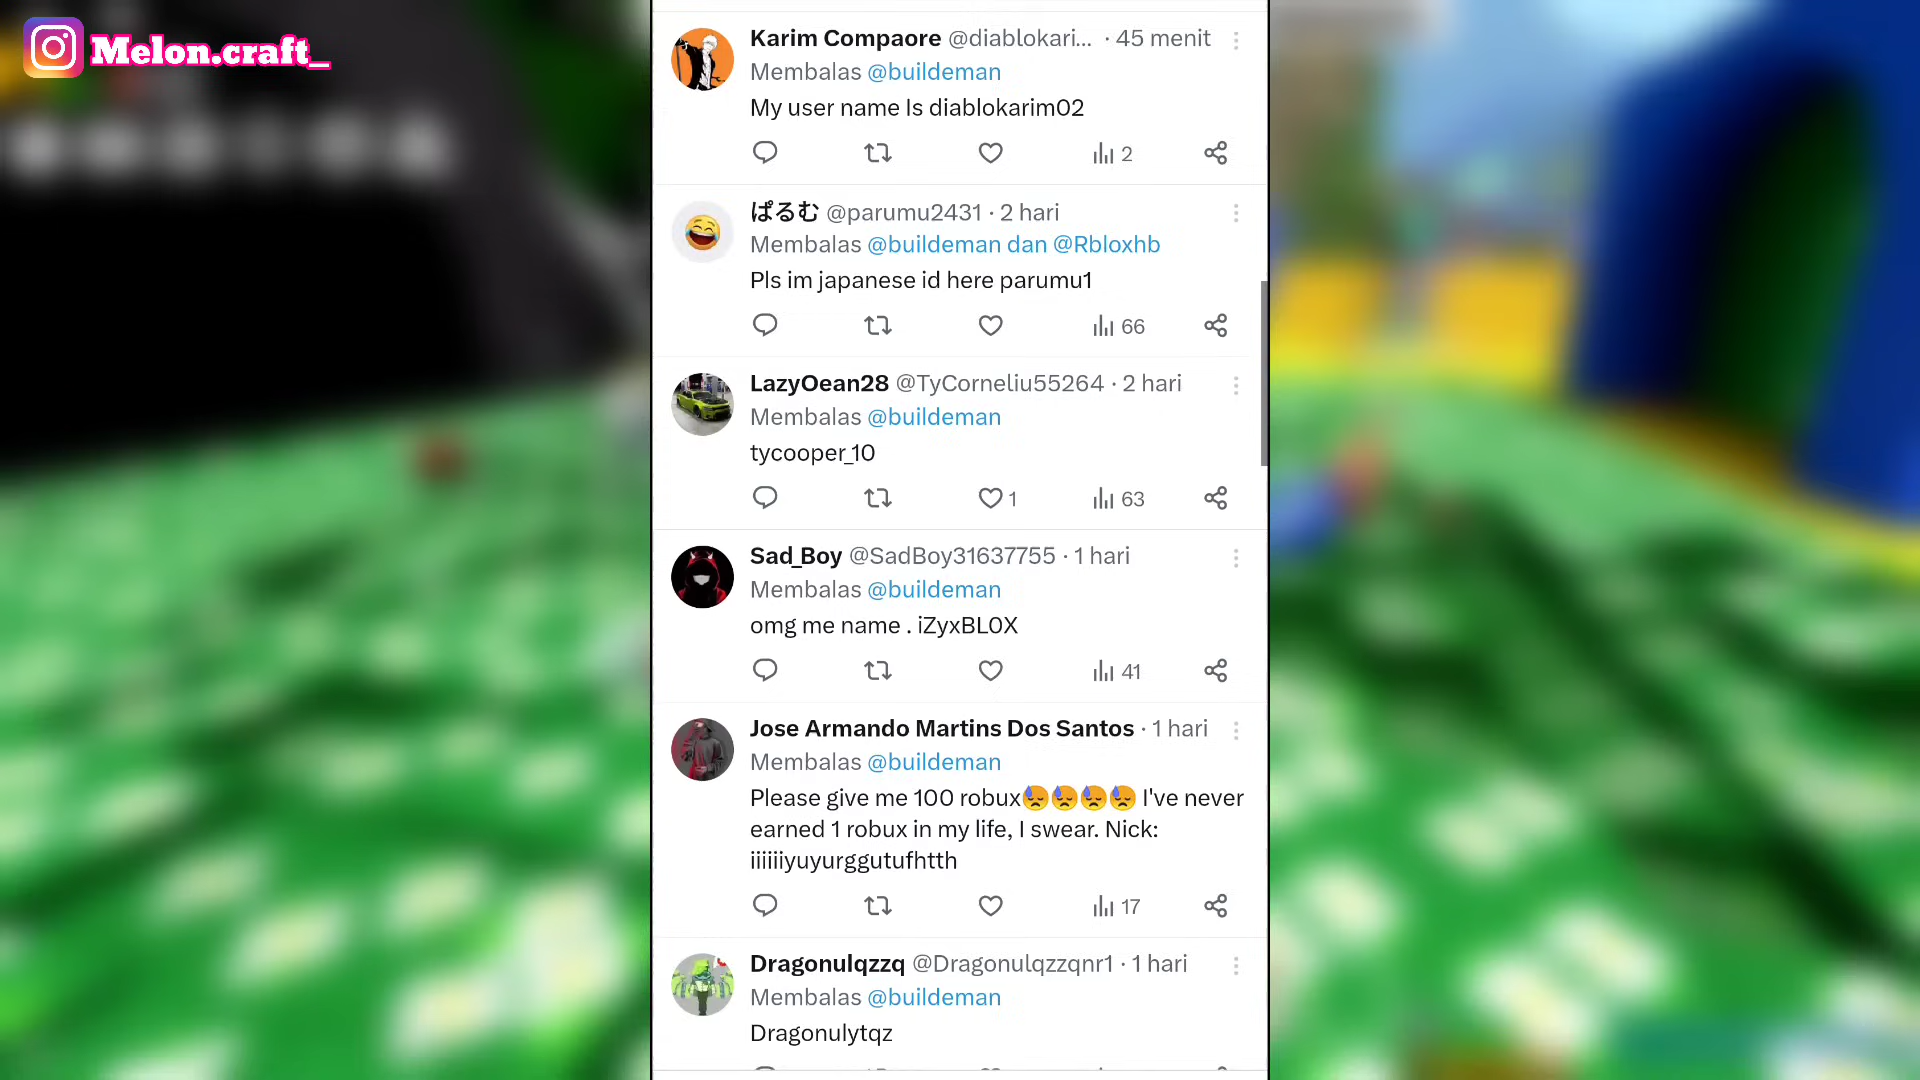 Melon.craft_
Karim Compaore @diablokari... · 45 menit
Membalas @buildeman
My user name Is diablokarim02
2
ぱるむ @parumu2431 · 2 hari
Membalas @buildeman dan @Rbloxhb
Pls im japanese id here parumu1
66
LazyOean28 @TyCorneliu55264 · 2 hari
Membalas @buildeman
tycooper_10
1 63
Sad_Boy @SadBoy31637755 · 1 hari
Membalas @buildeman
omg me name . iZyxBL0X
41
Jose Armando Martins Dos Santos · 1 hari
Membalas @buildeman
Please give me 100 robux😓😓😓😓 I've never
earned 1 robux in my life, I swear. Nick:
iiiiiiyuyurggutufhtth
17
Dragonulqzzq @Dragonulqzzqnr1 · 1 hari
Membalas @buildeman
Dragonulytqz